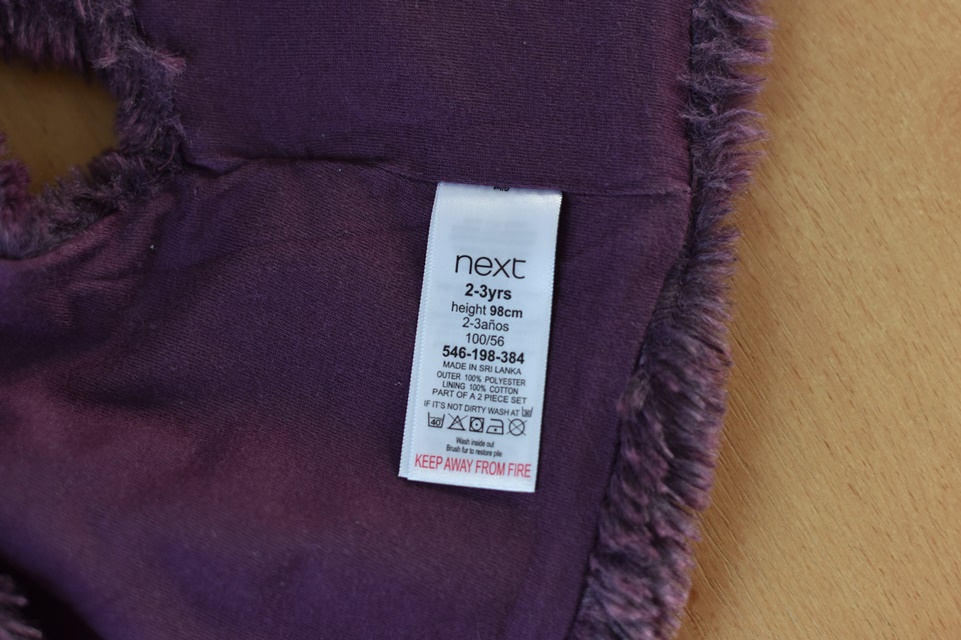 next
2-3yrs
height 98cm
2-3años
100/56
546-198-384
MADE IN SRI LANKA
OUTER 100% POLYESTER
LINING 100% COTTON
PART OF A 2 PIECE SET
IF IT'S NOT DIRTY WASH AT 30
40
Wash inside out
Brush fur to restore pile
KEEP AWAY FROM FIRE